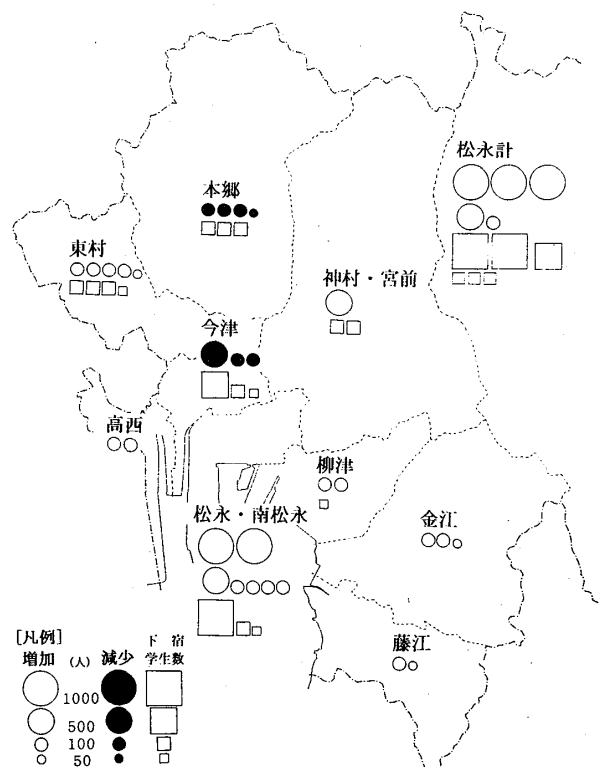 松永計
本郷
東村
神村・宮前
今津
高西
柳津
松永・南松永
金江
藤江
[凡例]
増加 (人) 減少 下宿学生数
1000
500
100
50